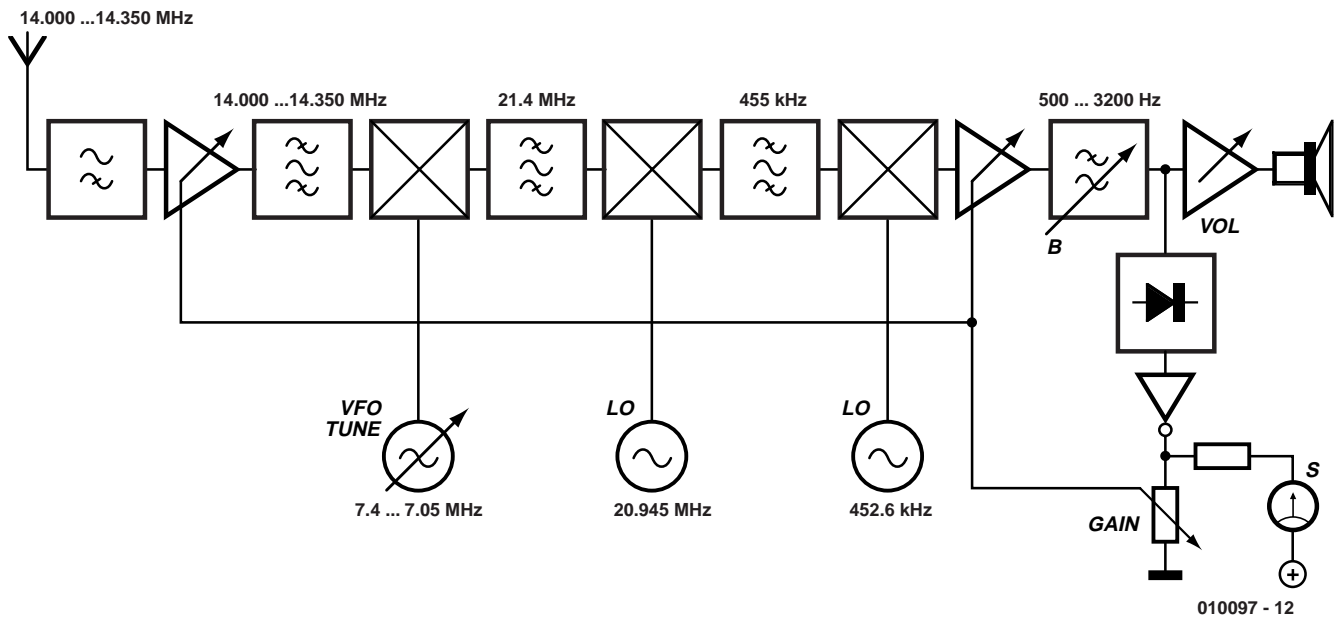 14.000 ...14.350 MHz
14.000 ...14.350 MHz
21.4 MHz
455 kHz
500 ... 3200 Hz
B
VOL
VFO
TUNE
LO
LO
7.4 ... 7.05 MHz
20.945 MHz
452.6 kHz
GAIN
S
+
010097 - 12